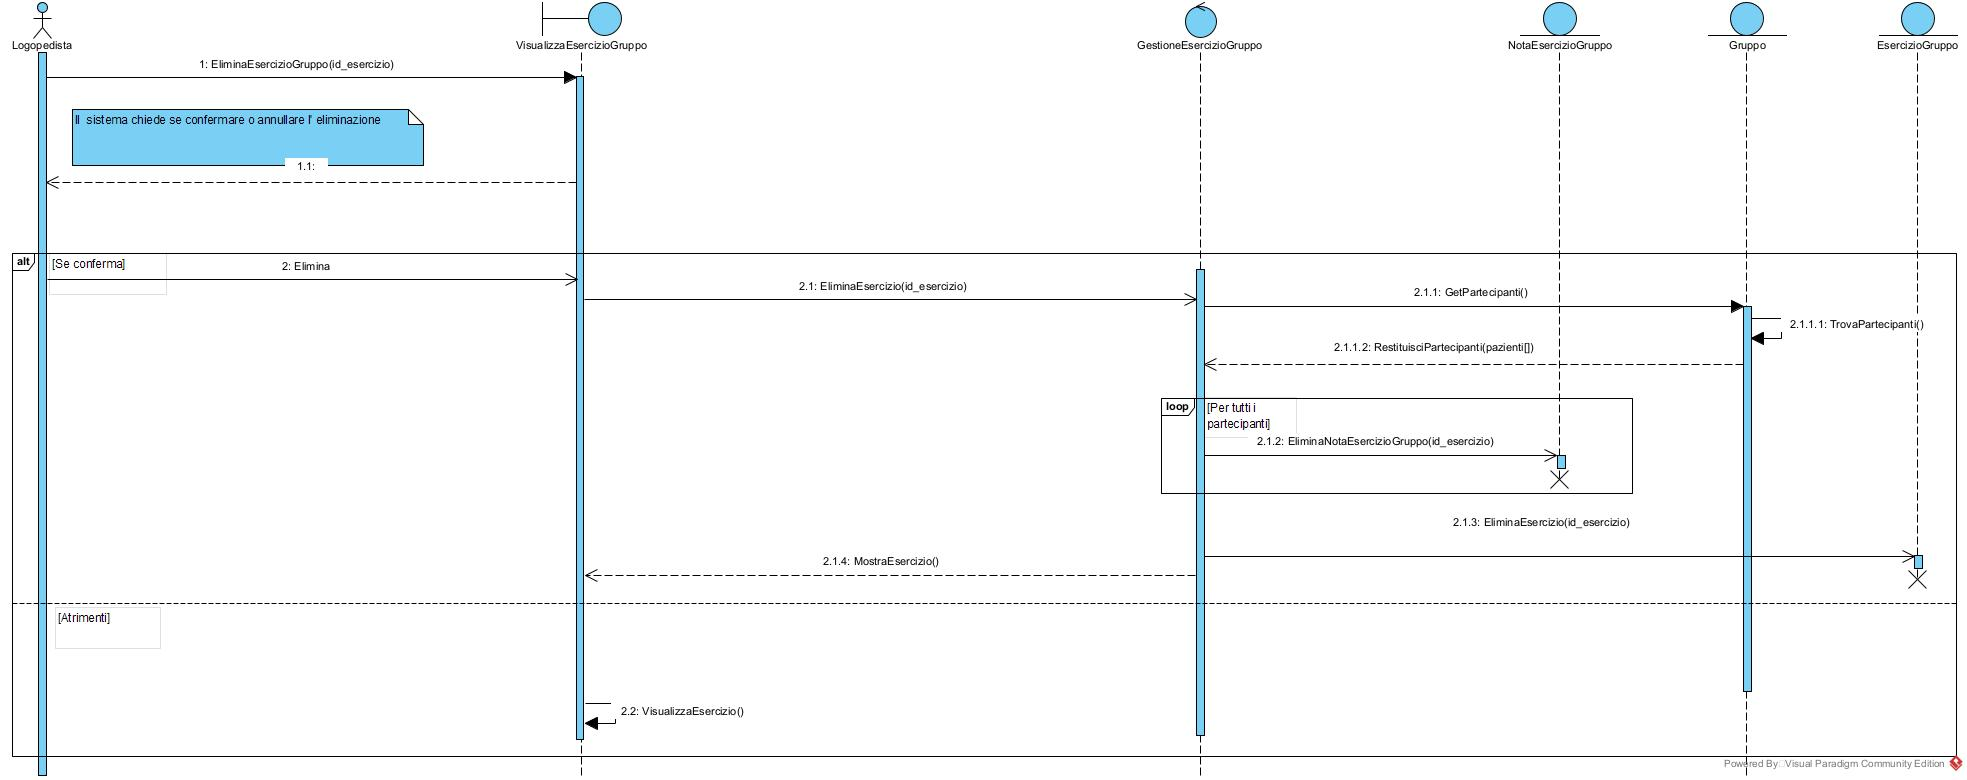 Logopedista
VisualizzaEsercizioGruppo
GestioneEsercizioGruppo
NotaEsercizioGruppo
Gruppo
EsercizioGruppo
1: EliminaEsercizioGruppo(id_esercizio)
Il sistema chiede se confermare o annullare l' eliminazione
1.1:
alt
[Se conferma]
2: Elimina
2.1: EliminaEsercizio(id_esercizio)
2.1.1: GetPartecipanti()
2.1.1.1: TrovaPartecipanti()
2.1.1.2: RestituisciPartecipanti(pazienti[])
loop
[Per tutti i
partecipanti]
2.1.2: EliminaNotaEsercizioGruppo(id_esercizio)
2.1.3: EliminaEsercizio(id_esercizio)
2.1.4: MostraEsercizio()
[Atrimenti]
2.2: VisualizzaEsercizio()
Powered By Visual Paradigm Community Edition